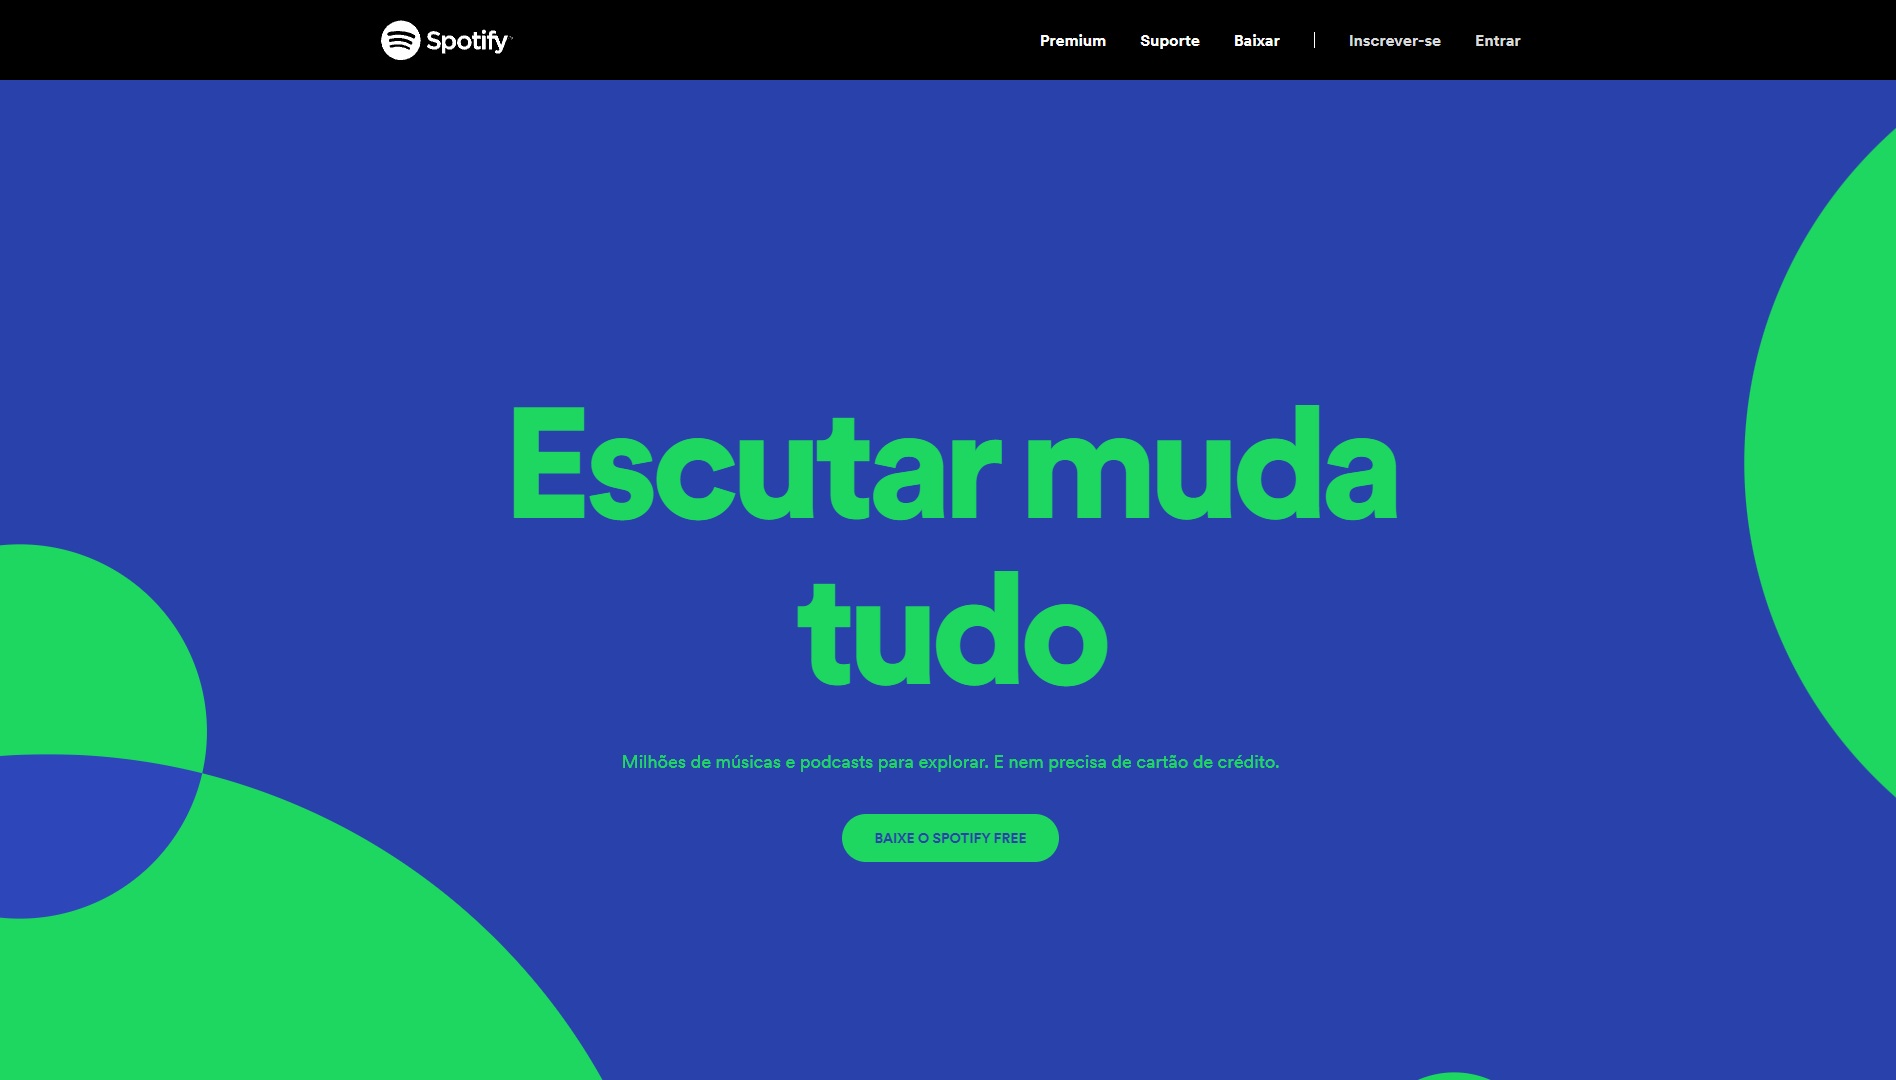 Spotify
Premium Suporte Baixar | Inscrever-se Entrar
Escutar muda
tudo
Milhões de músicas e podcasts para explorar. E nem precisa de cartão de crédito.
BAIXE O SPOTIFY FREE